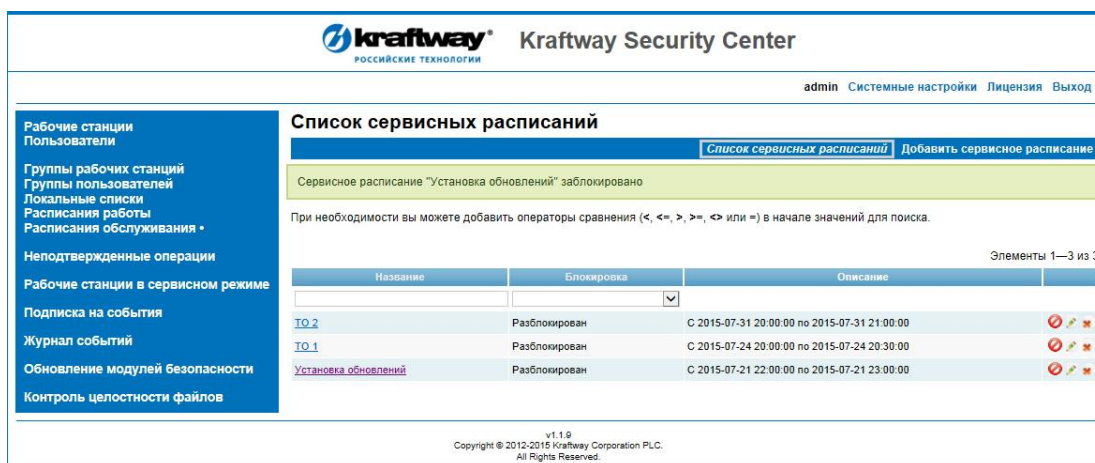 kraftway®
РОССИЙСКИЕ ТЕХНОЛОГИИ
Kraftway Security Center
admin Системные настройки Лицензия Выход
Рабочие станции
Пользователи
Группы рабочих станций
Группы пользователей
Локальные списки
Расписания работы
Расписания обслуживания •
Неподтвержденные операции
Рабочие станции в сервисном режиме
Подписка на события
Журнал событий
Обновление модулей безопасности
Контроль целостности файлов
Список сервисных расписаний
Список сервисных расписаний Добавить сервисное расписание
Сервисное расписание "Установка обновлений" заблокировано
При необходимости вы можете добавить операторы сравнения (<, <=, >, >=, <> или =) в начале значений для поиска.
Элементы 1—3 из 3
Название Блокировка Описание
ТО 2 Разблокирован С 2015-07-31 20:00:00 по 2015-07-31 21:00:00
ТО 1 Разблокирован С 2015-07-24 20:00:00 по 2015-07-24 20:30:00
Установка обновлений Разблокирован С 2015-07-21 22:00:00 по 2015-07-21 23:00:00
v1.1.9
Copyright © 2012-2015 Kraftway Corporation PLC.
All Rights Reserved.